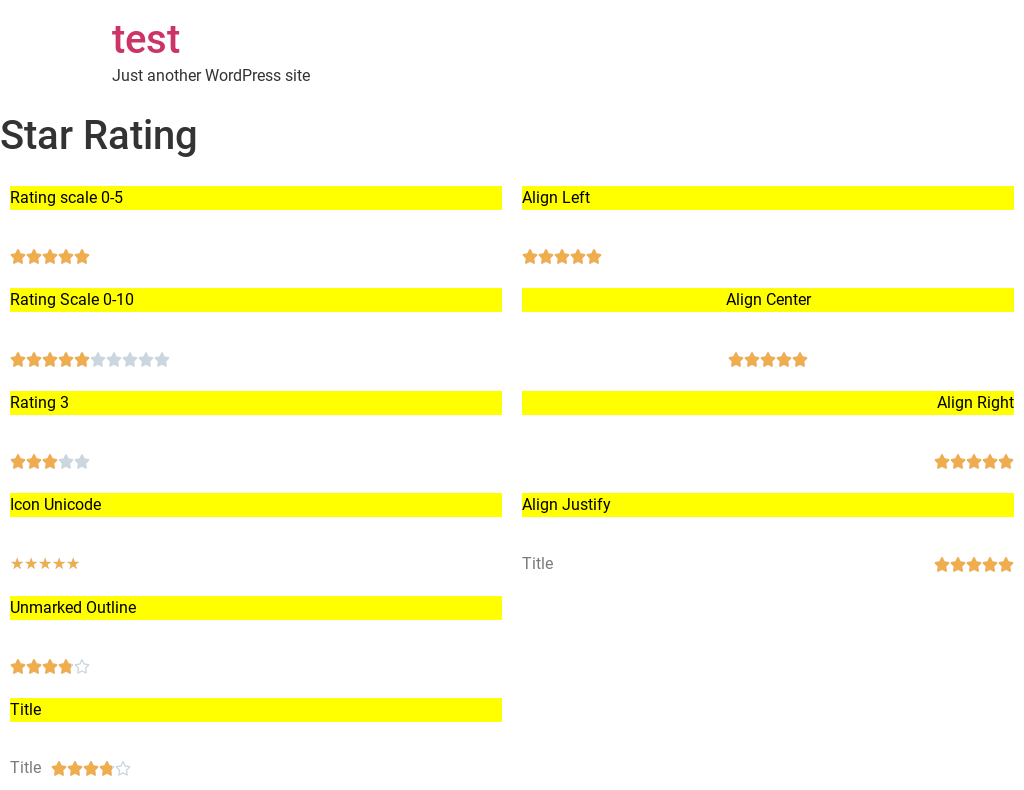 test
Just another WordPress site
Star Rating
Rating scale 0-5
Align Left
Rating Scale 0-10
Align Center
Rating 3
Align Right
Icon Unicode
Align Justify
★★★★★
Title
Unmarked Outline
Title
Title